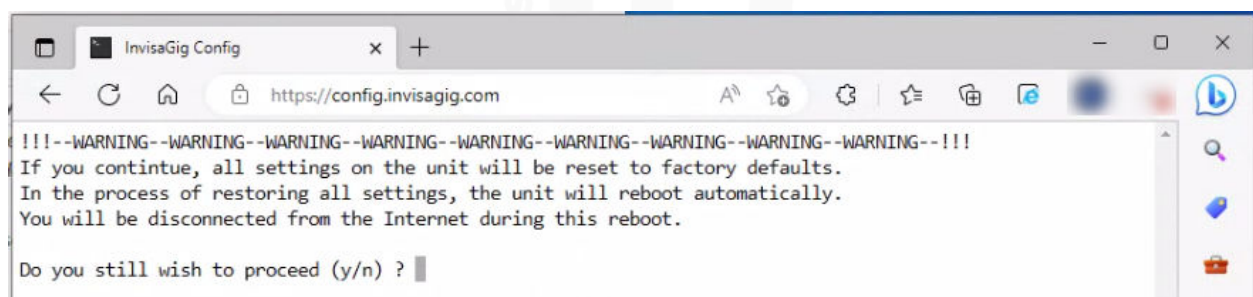 InvisaGig Config
https://config.invisagig.com
!!!--WARNING--WARNING--WARNING--WARNING--WARNING--WARNING--WARNING--WARNING--WARNING--!!!
If you contintue, all settings on the unit will be reset to factory defaults.
In the process of restoring all settings, the unit will reboot automatically.
You will be disconnected from the Internet during this reboot.
Do you still wish to proceed (y/n) ?